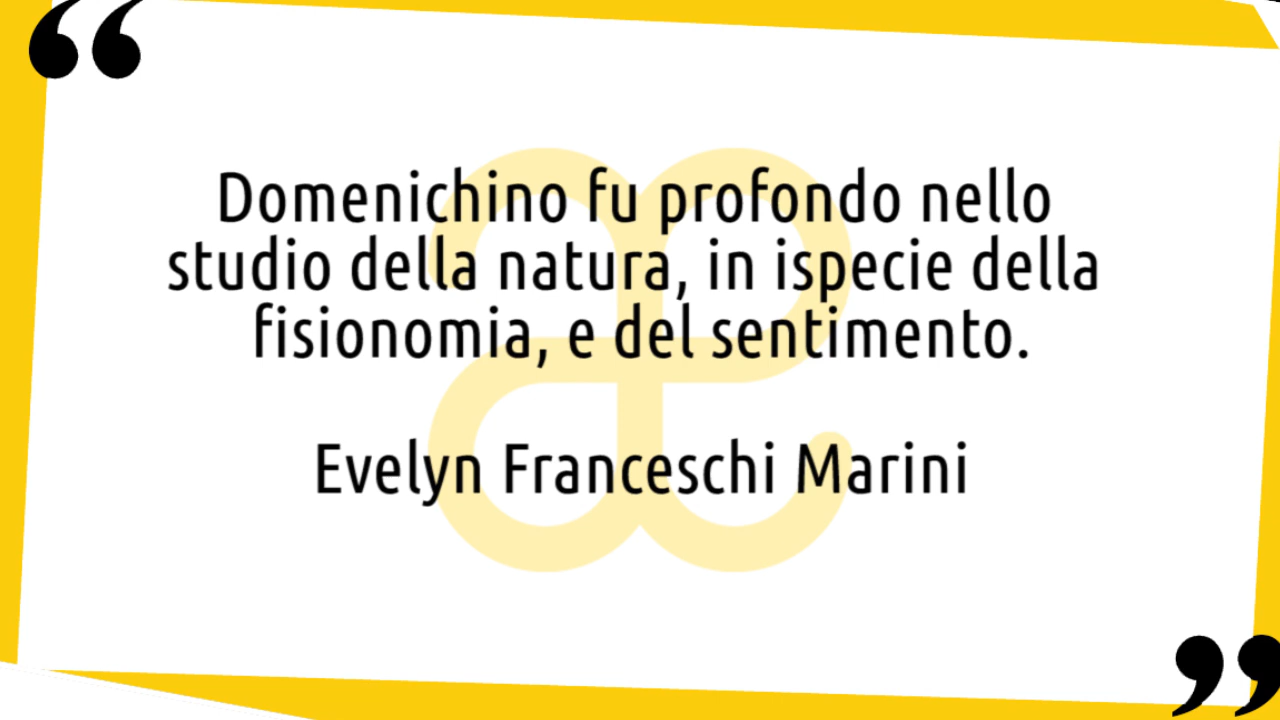 Domenichino fu profondo nello
studio della natura, in ispecie della
fisionomia, e del sentimento.
Evelyn Franceschi Marini